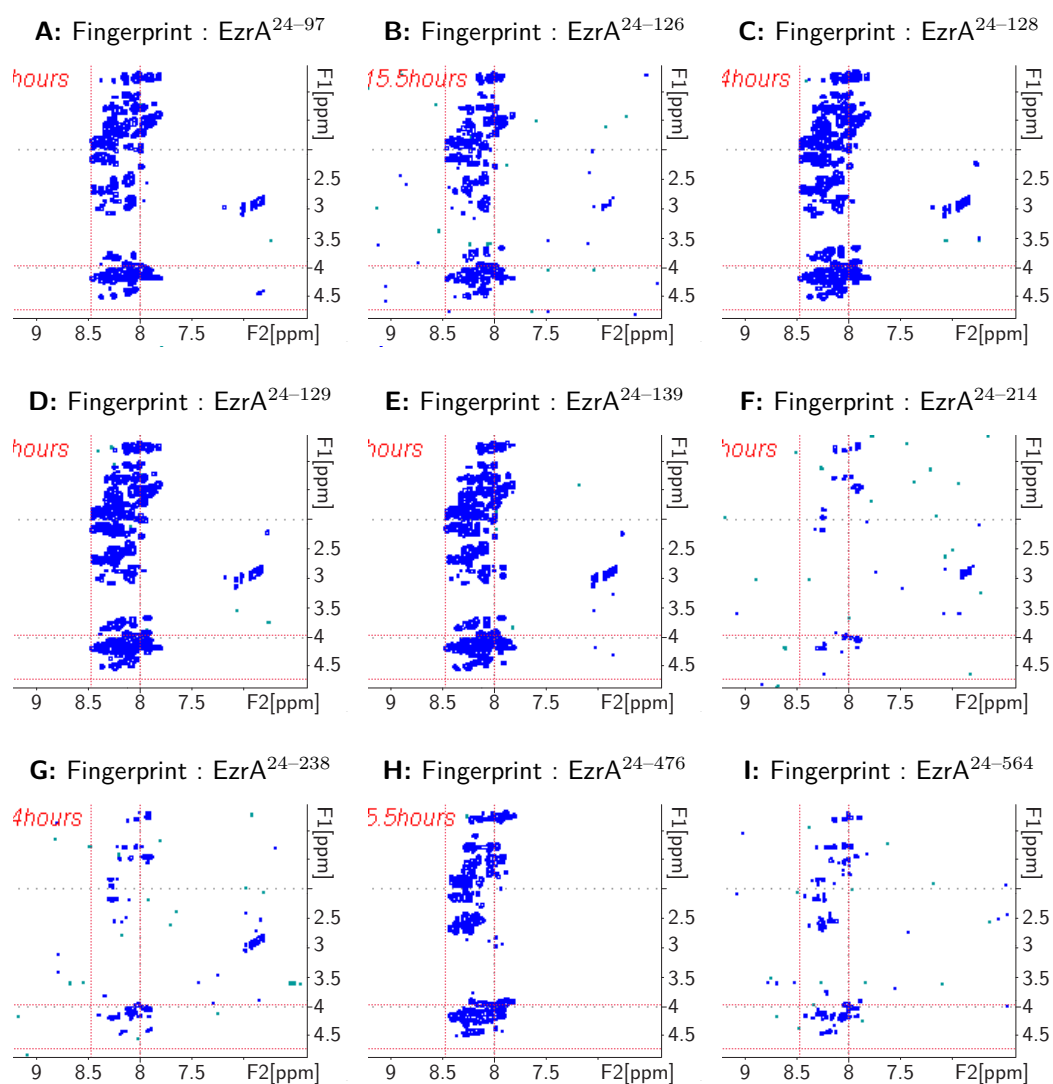 A: Fingerprint : EzrA24–97
B: Fingerprint : EzrA24–126
C: Fingerprint : EzrA24–128
hours
15.5hours
4hours
F1[ppm]
F1[ppm]
F1[ppm]
2.5
2.5
2.5
3
3
3
3.5
3.5
3.5
4
4
4
4.5
4.5
4.5
9 8.5 8 7.5 F2[ppm]
9 8.5 8 7.5 F2[ppm]
9 8.5 8 7.5 F2[ppm]
D: Fingerprint : EzrA24–129
E: Fingerprint : EzrA24–139
F: Fingerprint : EzrA24–214
hours
hours
hours
F1[ppm]
F1[ppm]
F1[ppm]
2.5
2.5
2.5
3
3
3
3.5
3.5
3.5
4
4
4
4.5
4.5
4.5
9 8.5 8 7.5 F2[ppm]
9 8.5 8 7.5 F2[ppm]
9 8.5 8 7.5 F2[ppm]
G: Fingerprint : EzrA24–238
H: Fingerprint : EzrA24–476
I: Fingerprint : EzrA24–564
4hours
5.5hours
hours
F1[ppm]
F1[ppm]
F1[ppm]
2.5
2.5
2.5
3
3
3
3.5
3.5
3.5
4
4
4
4.5
4.5
4.5
9 8.5 8 7.5 F2[ppm]
9 8.5 8 7.5 F2[ppm]
9 8.5 8 7.5 F2[ppm]